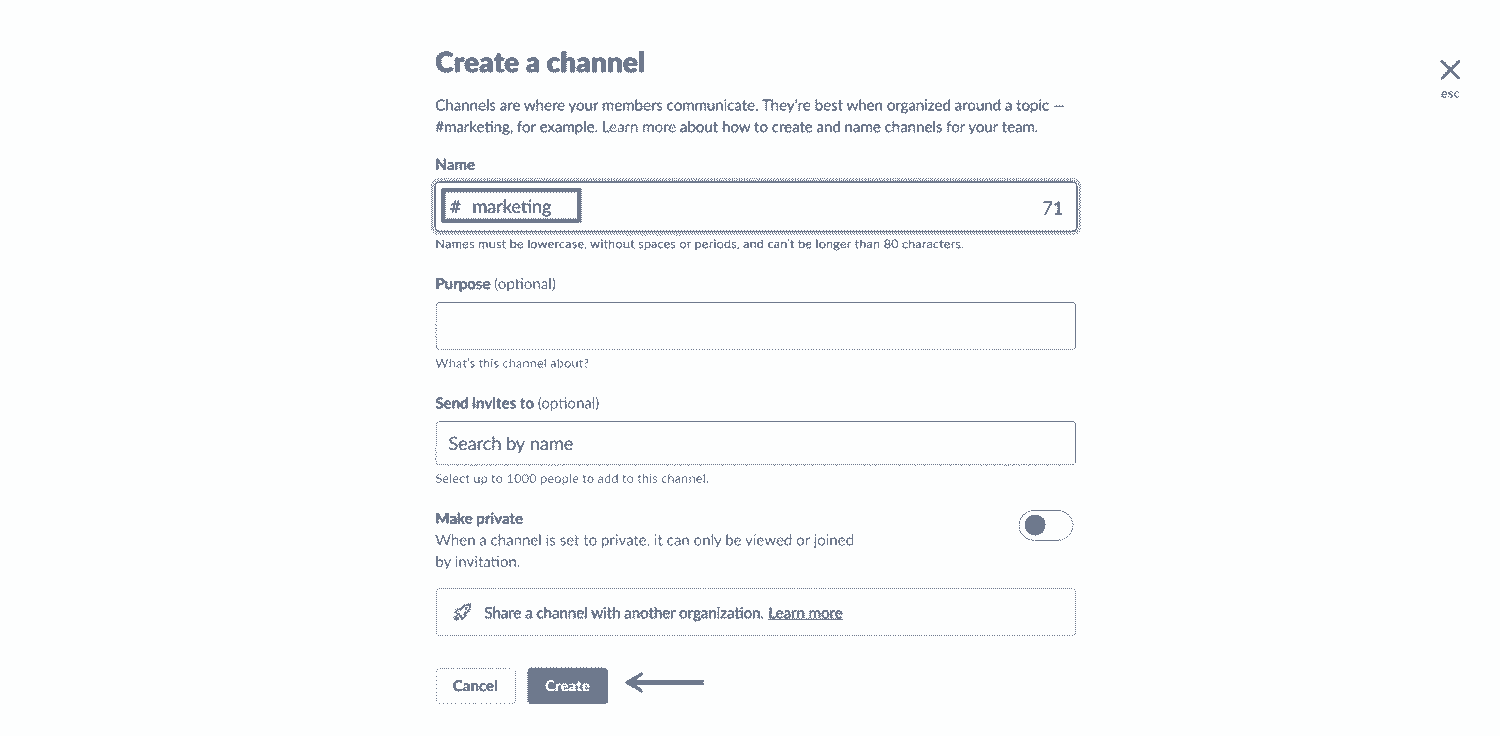 Create a channel
esc
Channels are where your members communicate. They're best when organized around a topic —
#marketing, for example. Learn more about how to create and name channels for your team.
Name
# marketing 71
Names must be lowercase, without spaces or periods, and can't be longer than 80 characters.
Purpose (optional)
What's this channel about?
Send invites to (optional)
Search by name
Select up to 1000 people to add to this channel.
Make private
When a channel is set to private, it can only be viewed or joined
by invitation.
Share a channel with another organization. Learn more
Cancel Create